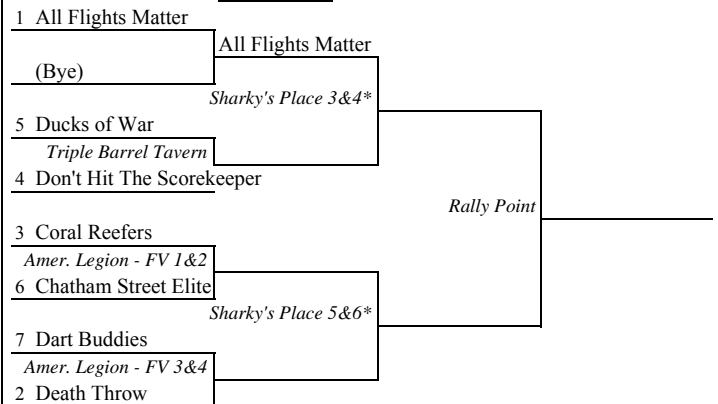 1 All Flights Matter
All Flights Matter
(Bye)
Sharky's Place 3&4*
5 Ducks of War
Triple Barrel Tavern
4 Don't Hit The Scorekeeper
Rally Point
3 Coral Reefers
Amer. Legion - FV 1&2
6 Chatham Street Elite
Sharky's Place 5&6*
7 Dart Buddies
Amer. Legion - FV 3&4
2 Death Throw